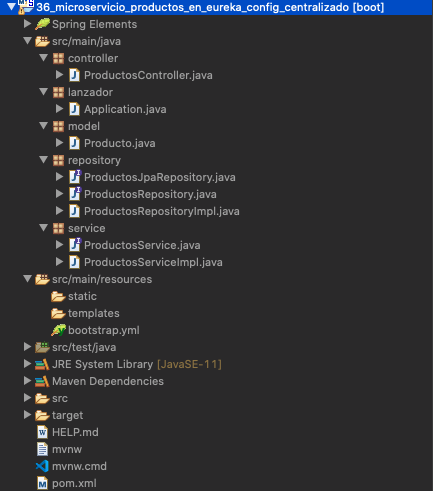 36_microservicio_productos_en_eureka_config_centralizado [boot]
Spring Elements
src/main/java
controller
ProductosController.java
lanzador
Application.java
model
Producto.java
repository
ProductosJpaRepository.java
ProductosRepository.java
ProductosRepositoryImpl.java
service
ProductosService.java
ProductosServiceImpl.java
src/main/resources
static
templates
bootstrap.yml
src/test/java
JRE System Library [JavaSE-11]
Maven Dependencies
src
target
HELP.md
mvnw
mvnw.cmd
pom.xml